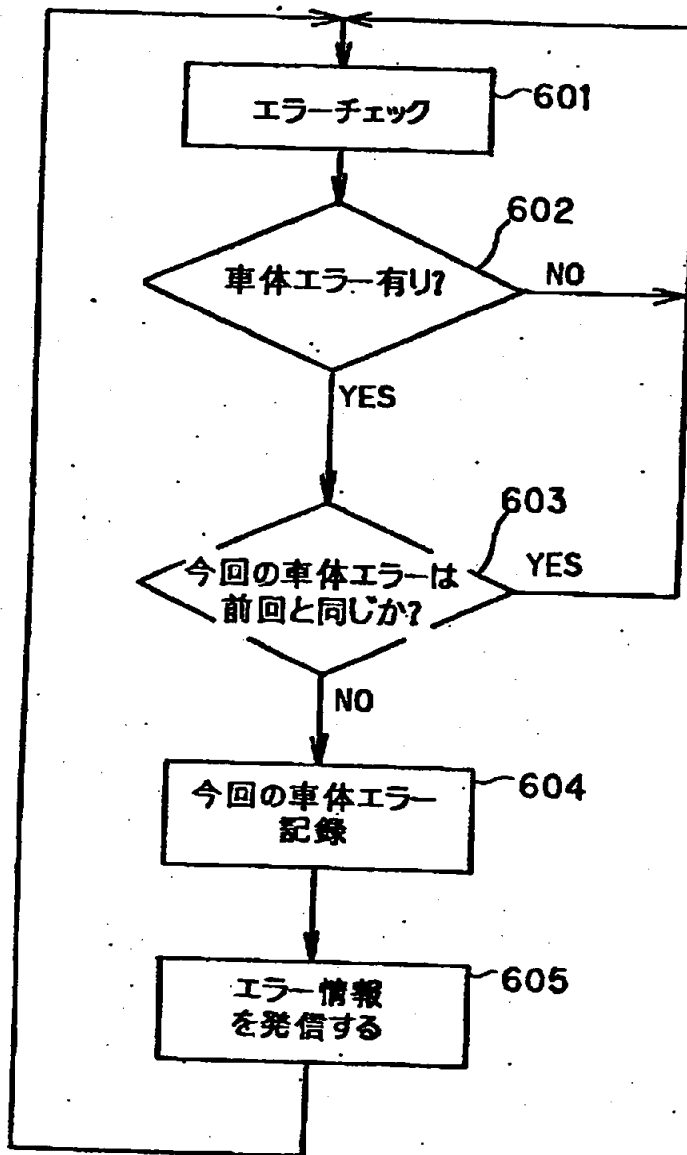 エラーチェック
601
602
車体エラー有り?
NO
YES
603
今回の車体エラーは
前回と同じか?
YES
NO
今回の車体エラー
記録
604
エラー情報
を発信する
605